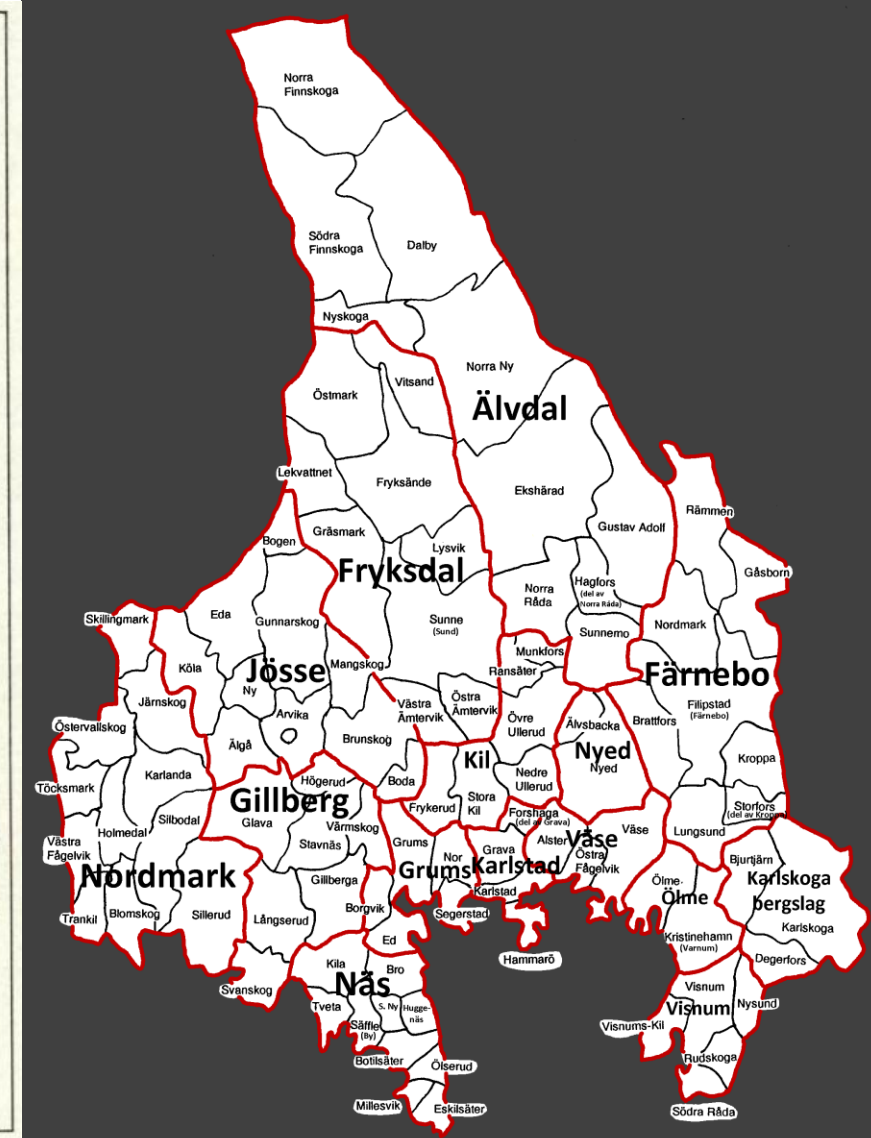 Norra
Finnskoga
Södra
Finnskoga
Dalby
Nyskoga
Norra Ny
Vitsand
Östmark
Älvdal
Lekvattnet
Fryksände
Ekshärad
Gustav Adolf
Rämmen
Gräsmark
Bogen
Lysvik
Gåsborn
Fryksdal
Norra
Råda
Hagfors
(del av
Norra Råda)
Eda
Skillingmark
Gunnarskog
Sunne
(Sund)
Sunnemo
Nordmark
Munkfors
Köla
Jösse
Mangskog
Ransäter
Färnebo
Ny
Järnskog
Västra
Ämtervik
Östra
Ämtervik
Filipstad
(Färnebo)
Arvika
Övre
Ullerud
Älvsbacka
Brattfors
Östervallskog
Älgå
Brunskog
Kil
Nyed
Nyed
Kroppa
Karlanda
Högerud
Boda
Nedre
Ullerud
Töcksmark
Gillberg
Frykerud
Stora
Kil
Storfors
(del av Kroppa)
Forshaga
(del av Grava)
Silbodal
Glava
Värmskog
Holmedal
Väse
Väse
Lungsund
Alster
Västra
Fågelvik
Stavnäs
Grums
Grava
Nor
Östra
Fågelvik
Bjurtjärn
Nordmark
Grums
Karlstad
Gillberga
Ölme
Ölme
Karlskoga
bergslag
Karlstad
Trankil
Blomskog
Sillerud
Långserud
Borgvik
Segerstad
Karlskoga
Ed
Kristinehamn
(Varnum)
Hammarö
Degerfors
Kila
Bro
Svanskog
Näs
Visnum
Nysund
Tveta
S. Ny
Hugge-
näs
Visnum
Säffle
(By)
Visnums-Kil
Botilsäter
Ölserud
Rudskoga
Millesvik
Eskilsäter
Södra Råda